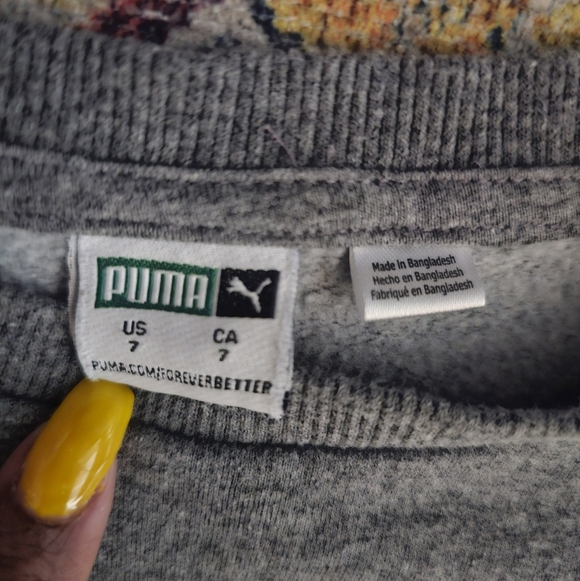 PUMA
US CA
7 7
PUMA.COM/FOREVERBETTER
Made in Bangladesh
Hecho en Bangladesh
Fabriqué en Bangladesh